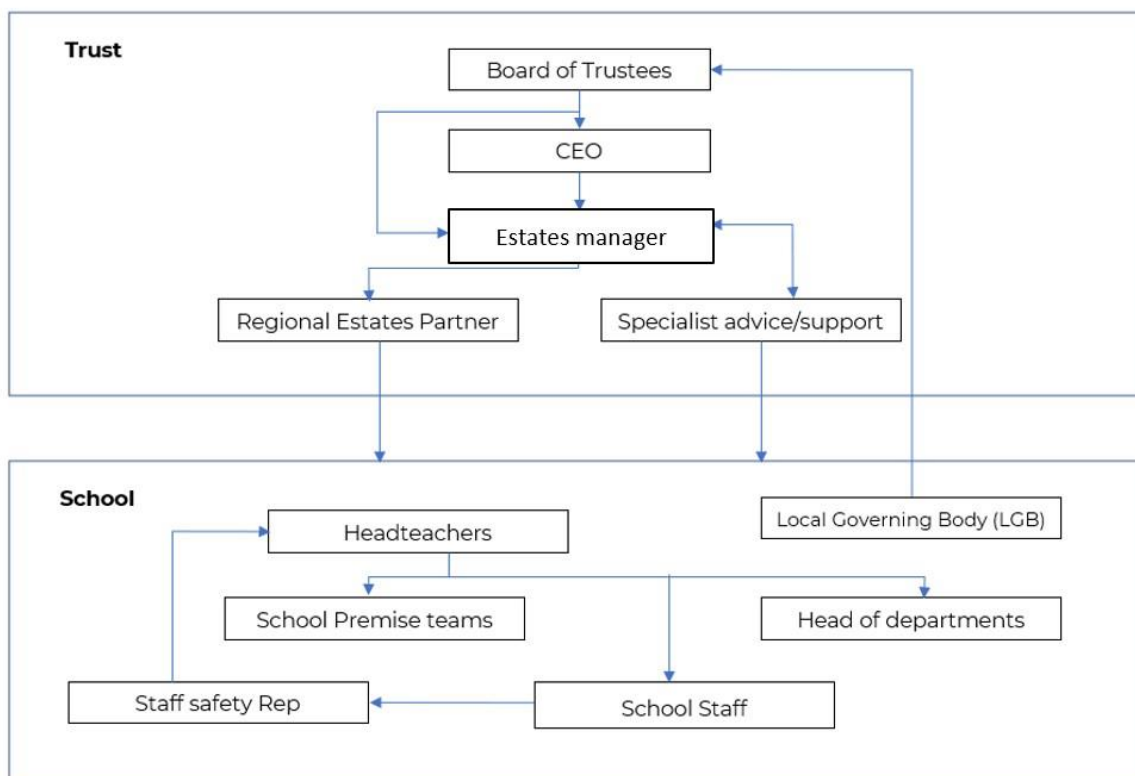 Trust
Board of Trustees
CEO
Estates manager
Regional Estates Partner
Specialist advice/support
School
Local Governing Body (LGB)
Headteachers
School Premise teams
Head of departments
Staff safety Rep
School Staff